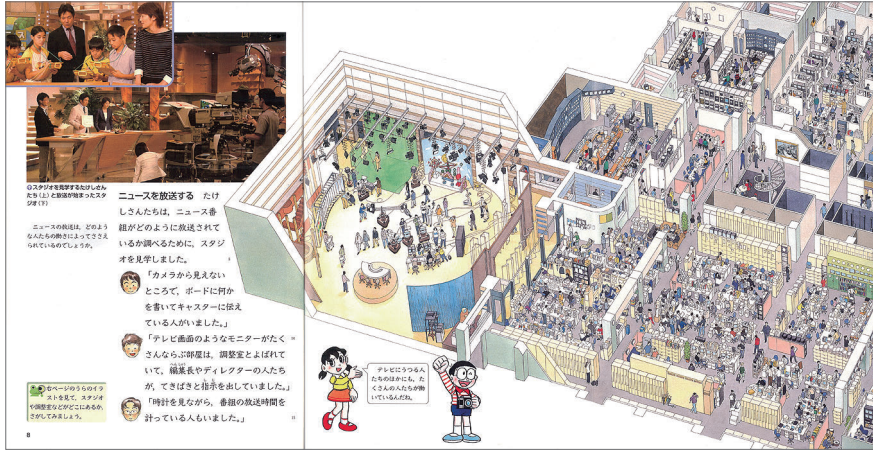 ●スタジオを見学するたけしさん
たち(上)と放送が始まったスタ
ジオ(下)
ニュースの放送は、どのよう
な人たちの働きによってささえ
られているのでしょうか。
ニュースを放送する　たけ
しさんたちは、ニュース番
組がどのように放送されて
いるか調べるために、スタジ
オを見学しました。
「カメラから見えない
ところで、ボードに何か
を書いてキャスターに伝え
ている人がいました。」
「テレビ画面のようなモニターがたく
さんならぶ部屋は、調整室とよばれて
いて、編集長やディレクターの人たち
が、てきぱきと指示を出していました。」
「時計を見ながら、番組の放送時間を
計っている人もいました。」
右ページのうらのイラ
ストを見て、スタジオ
や調整室などがどこにあるか、
さがしてみましょう。
8
テレビにうつる人
たちのほかにも、た
くさんの人たちが働
いているんだね。